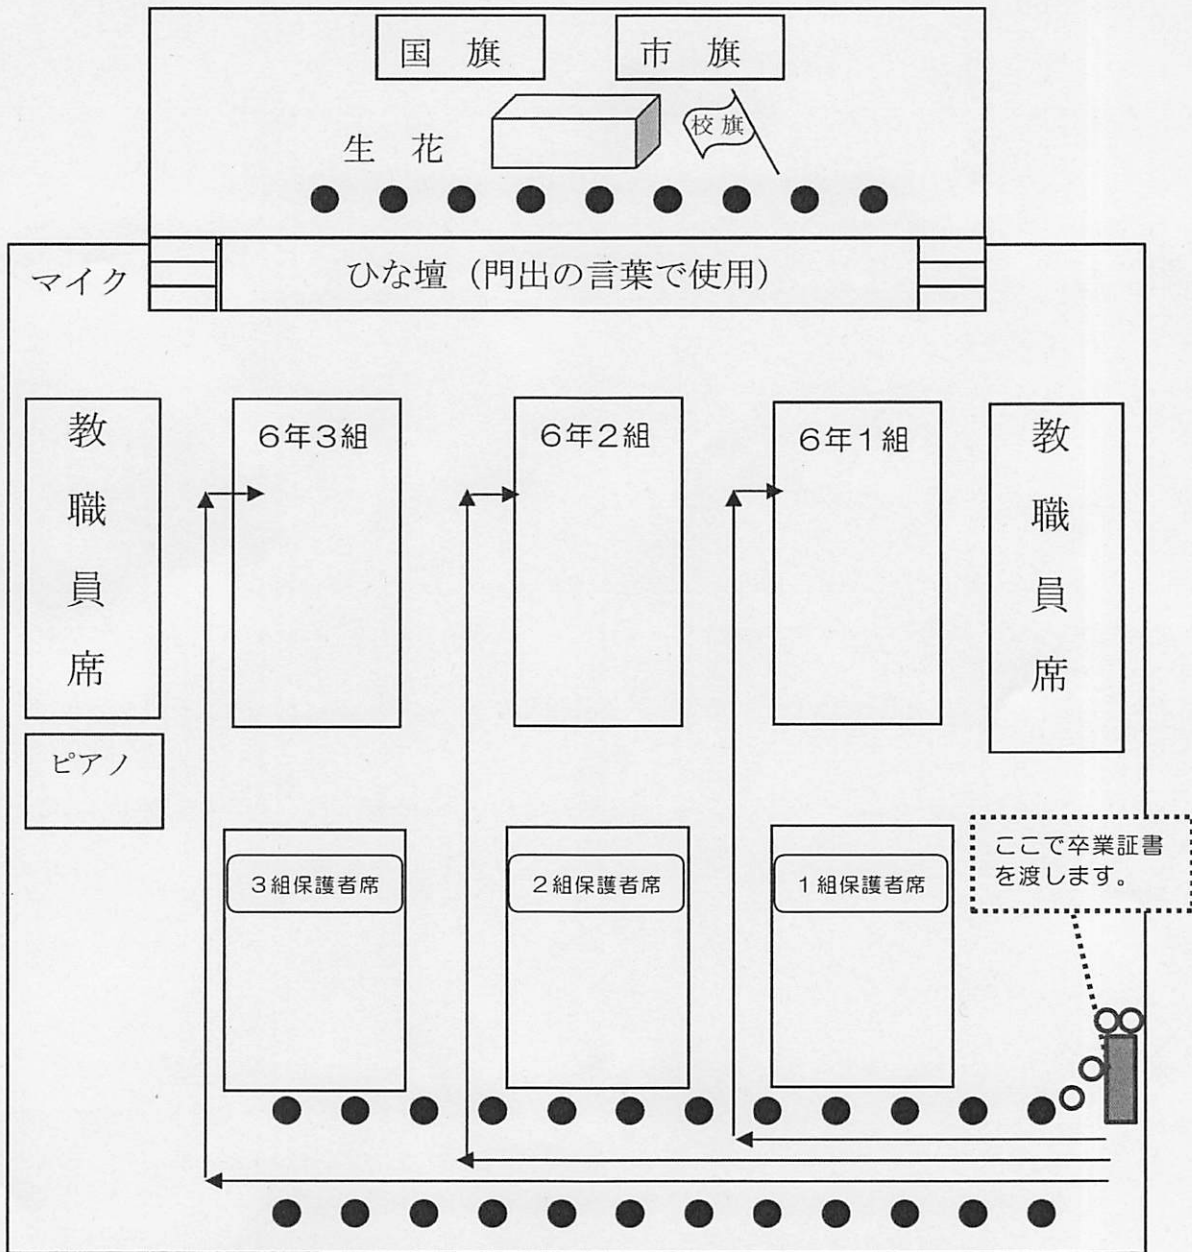 国 旗
市 旗
校 旗
生 花
マイク
ひな壇（門出の言葉で使用）
教職員席
6年3組
6年2組
6年1組
教職員席
ピアノ
3組保護者席
2組保護者席
1組保護者席
ここで卒業証書
を渡します。